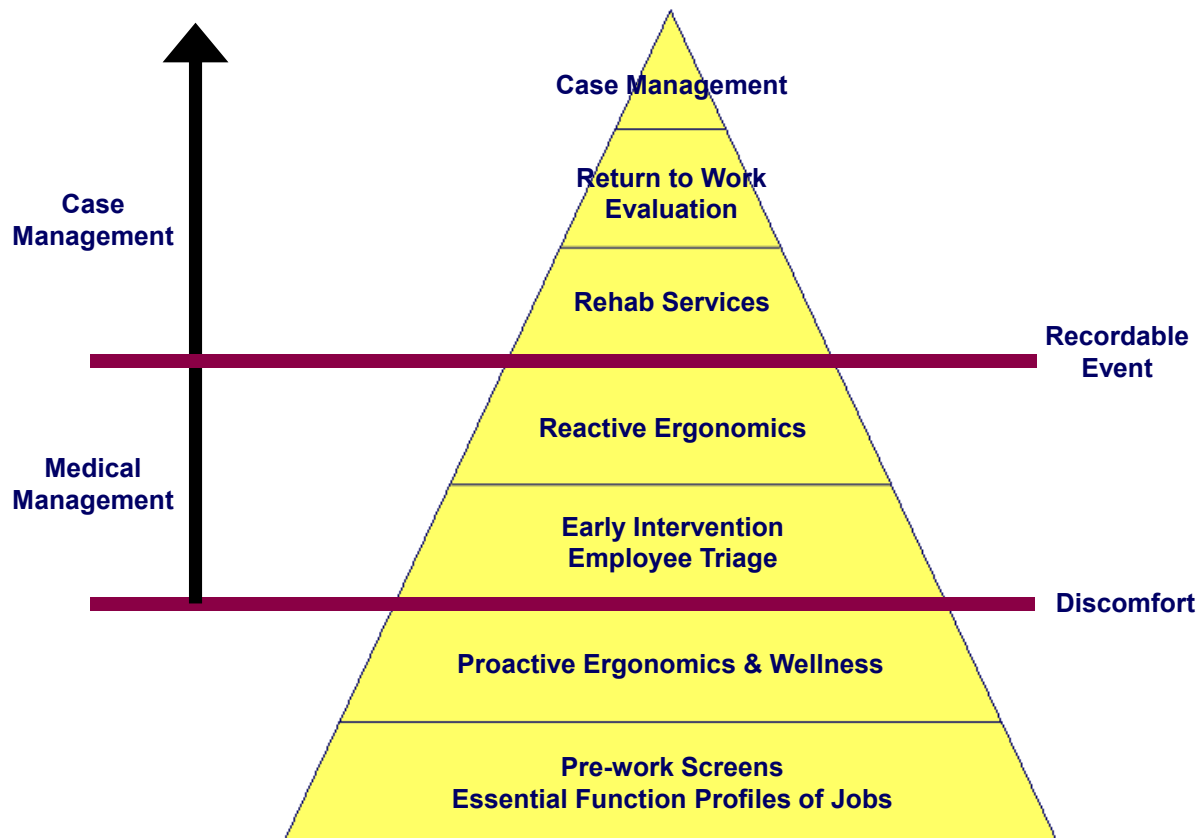 Case Management
Return to Work
Evaluation
Case
Management
Rehab Services
Recordable
Event
Reactive Ergonomics
Medical
Management
Early Intervention
Employee Triage
Discomfort
Proactive Ergonomics & Wellness
Pre-work Screens
Essential Function Profiles of Jobs